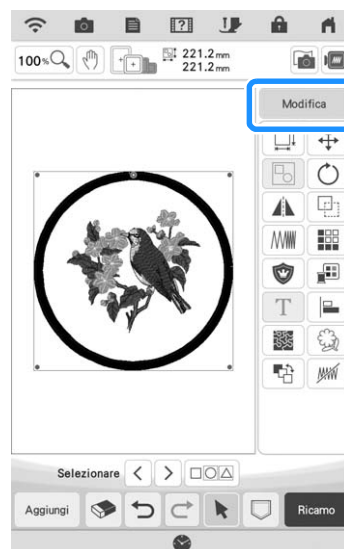 100% 221.2 mm
221.2 mm
Modifica
T
Selezionare
Aggiungi Ricamo